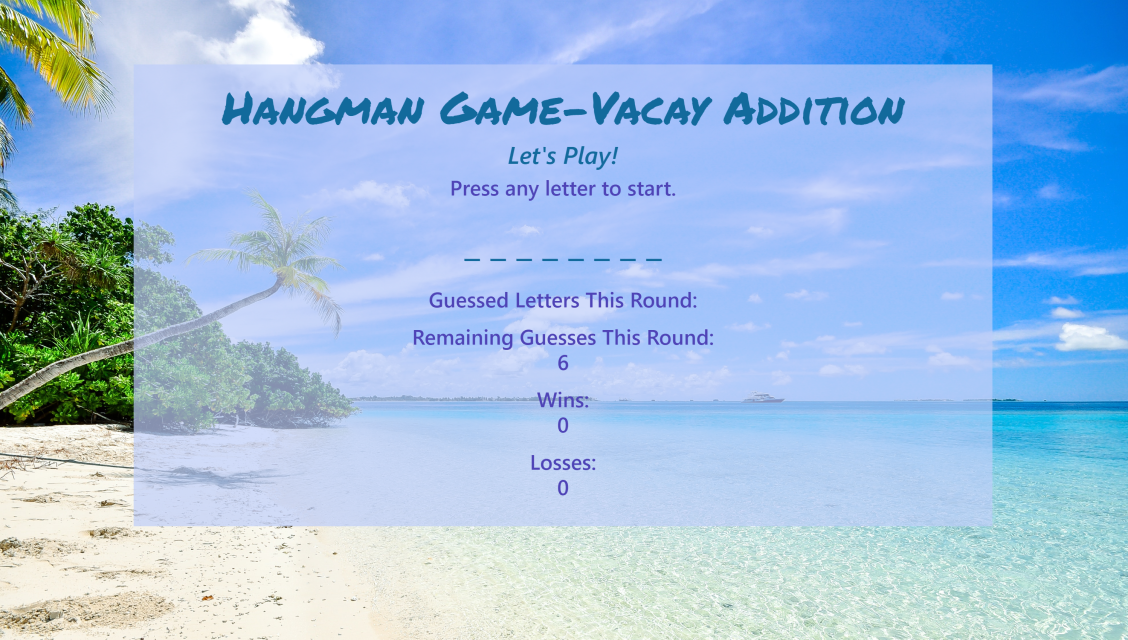 Hangman Game-Vacay Addition
Let's Play!
Press any letter to start.
_ _ _ _ _ _ _ _
Guessed Letters This Round:
Remaining Guesses This Round:
6
Wins:
0
Losses:
0